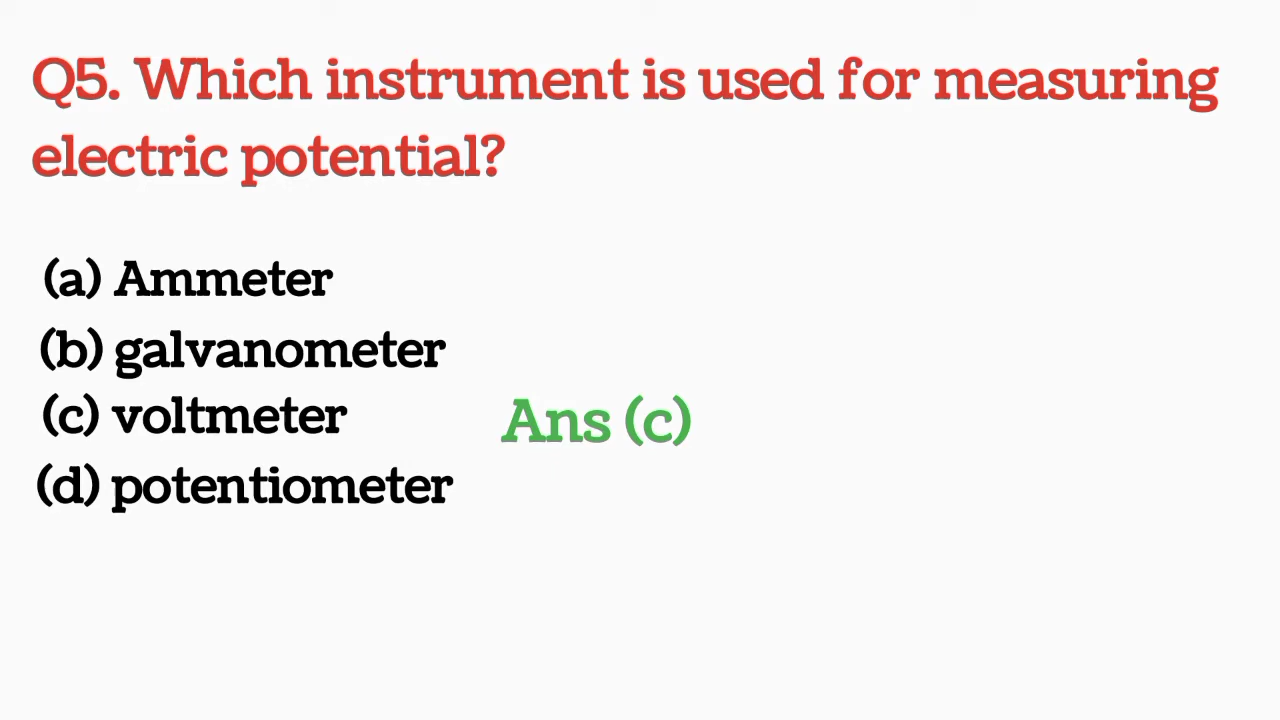 Q5. Which instrument is used for measuring
electric potential?
(a) Ammeter
(b) galvanometer
(c) voltmeter
Ans (c)
(d) potentiometer